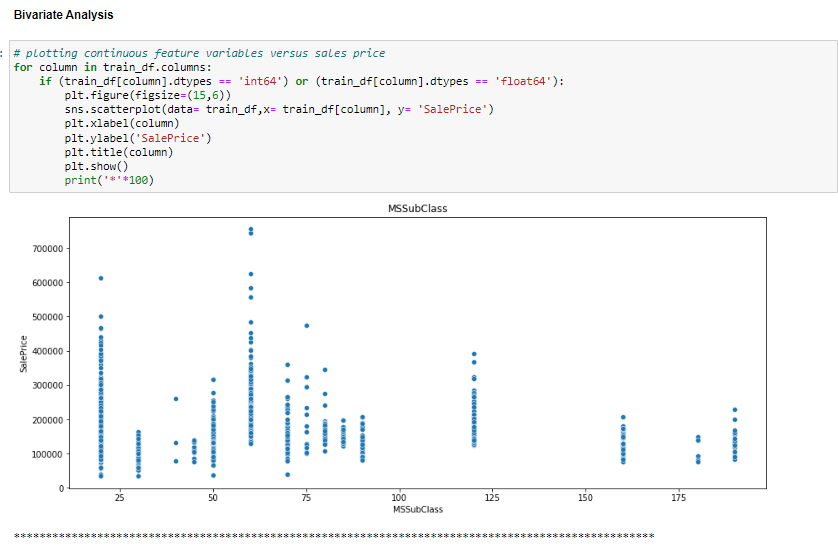 Bivariate Analysis
: # plotting continuous feature variables versus sales price
for column in train_df.columns:
    if (train_df[column].dtypes == 'int64') or (train_df[column].dtypes == 'float64'):
        plt.figure(figsize=(15,6))
        sns.scatterplot(data= train_df,x= train_df[column], y= 'SalePrice')
        plt.xlabel(column)
        plt.ylabel('SalePrice')
        plt.title(column)
        plt.show()
        print('*'*100)
MSSubClass
700000
600000
500000
400000
300000
200000
100000
0
SalePrice
25 50 75 100 125 150 175
MSSubClass
****************************************************************************************************